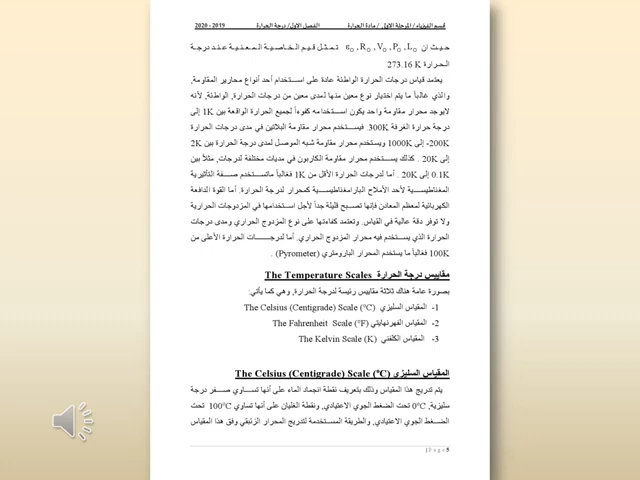 قسم الفيزياء / المرحلة الاولى / مادة الحرارة الفصل الاول/ درجة الحرارة 2019 - 2020
حيث ان L○ , P○ , V○ , R○ , ε○ تمثل قيم الخاصية المعنية عند درجة
الحرارة 273.16 K
يعتمد قياس درجات الحرارة الواطئة عادة على استخدام أحد أنواع محارير المقاومة,
والذي غالباً ما يتم اختيار نوع معين منها لمدى معين من درجات الحرارة, الواطئة, لأنه
لايوجد محرار مقاومة واحد يكون استخدامه كفوءاً لجميع الحرارة الواقعة بين 1K إلى
درجة حرارة الغرفة 300K. فيستخدم محرار مقاومة البلاتين في مدى درجات الحرارة
200K- إلى 1000K ويستخدم محرار مقاومة شبه الموصل لمدى درجة الحرارة بين 2K
إلى 20K . كذلك يستخدم محرار مقاومة الكاربون في مديات مختلفة لدرجات, مثلاً بين
0.1K إلى 20K . أما لدرجات الحرارة الأقل من 1K فغالباً ماتستخدم صفة التأثيرية
المغناطيسية لأحد الأملاح البارامغناطيسية كمحرار لدرجة الحرارة. أما القوة الدافعة
الكهربائية لمعظم المعادن فإنها تصبح قليلة جداً لأجل استخدامها في المزدوجات الحرارية
ولا توفر دقة عالية في القياس. وتعتمد كفاءتها على نوع المزدوج الحراري ومدى درجات
الحرارة الذي يستخدم فيه محرار المزدوج الحراري. أما لدرجات الحرارة الأعلى من
100K فغالباً ما يستخدم المحرار البارومتري (Pyrometer) .
مقاييس درجة الحرارة The Temperature Scales
بصورة عامة هناك ثلاثة مقاييس رئيسة لدرجة الحرارة, وهي كما يأتي:
1- المقياس السليزي The Celsius (Centigrade) Scale (°C)
2- المقياس الفهرنهايتي The Fahrenheit Scale (°F)
3- المقياس الكلفني The Kelvin Scale (K)
المقياس السليزي The Celsius (Centigrade) Scale (°C)
يتم تدريج هذا المقياس وذلك بتعريف نقطة انجماد الماء على أنها تساوي صفر درجة
سليزية, 0°C تحت الضغط الجوي الاعتيادي, ونقطة الغليان على أنها تساوي 100°C تحت
الضغط الجوي الاعتيادي, والطريقة المستخدمة لتدريج المحرار الزئبقي وفق هذا المقياس
| P a g e 5